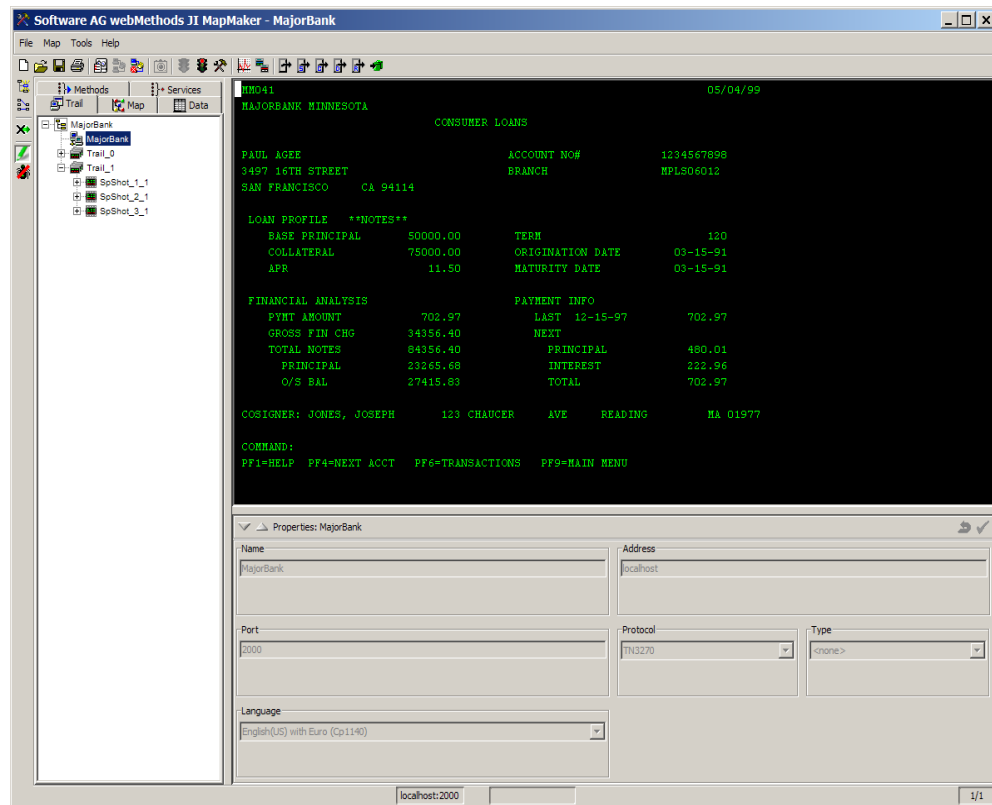 Software AG webMethods JI MapMaker - MajorBank
File Map Tools Help
Methods Services
Trail Map Data
MajorBank
MajorBank
Trail_0
Trail_1
SpShot_1_1
SpShot_2_1
SpShot_3_1
MM041 05/04/99
MAJORBANK MINNESOTA
CONSUMER LOANS
PAUL AGEE ACCOUNT NO# 1234567898
3497 16TH STREET BRANCH MPLS06012
SAN FRANCISCO CA 94114
LOAN PROFILE **NOTES**
BASE PRINCIPAL 50000.00 TERM 120
COLLATERAL 75000.00 ORIGINATION DATE 03-15-91
APR 11.50 MATURITY DATE 03-15-91
FINANCIAL ANALYSIS PAYMENT INFO
PYMT AMOUNT 702.97 LAST 12-15-97 702.97
GROSS FIN CHG 34356.40 NEXT
TOTAL NOTES 84356.40 PRINCIPAL 480.01
PRINCIPAL 23265.68 INTEREST 222.96
O/S BAL 27415.83 TOTAL 702.97
COSIGNER: JONES, JOSEPH 123 CHAUCER AVE READING MA 01977
COMMAND:
PF1=HELP PF4=NEXT ACCT PF6=TRANSACTIONS PF9=MAIN MENU
Properties: MajorBank
Name Address
MajorBank localhost
Port Protocol Type
2000 TN3270 <none>
Language
English(US) with Euro (Cp1140)
localhost:2000 1/1